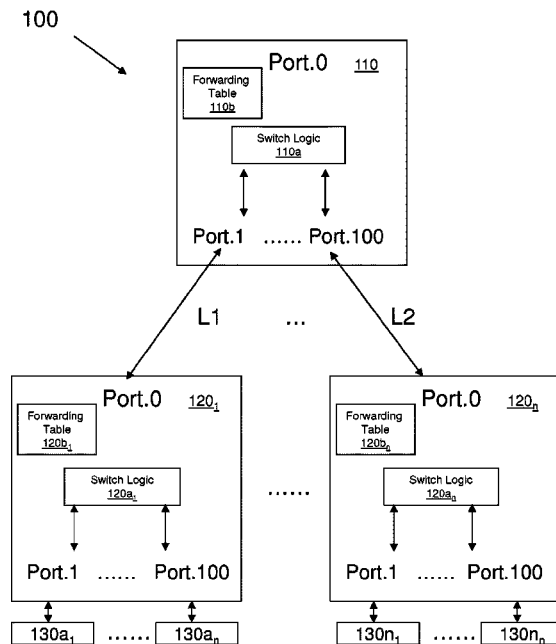 100
Port.0 110
Forwarding
Table
110b
Switch Logic
110a
Port.1 ...... Port.100
L1 ... L2
Port.0 120₁
Forwarding
Table
120b₁
Switch Logic
120a₁
Port.1 ...... Port.100
130a₁ ...... 130aₙ
......
Port.0 120ₙ
Forwarding
Table
120bₙ
Switch Logic
120aₙ
Port.1 ...... Port.100
130n₁ ...... 130nₙ